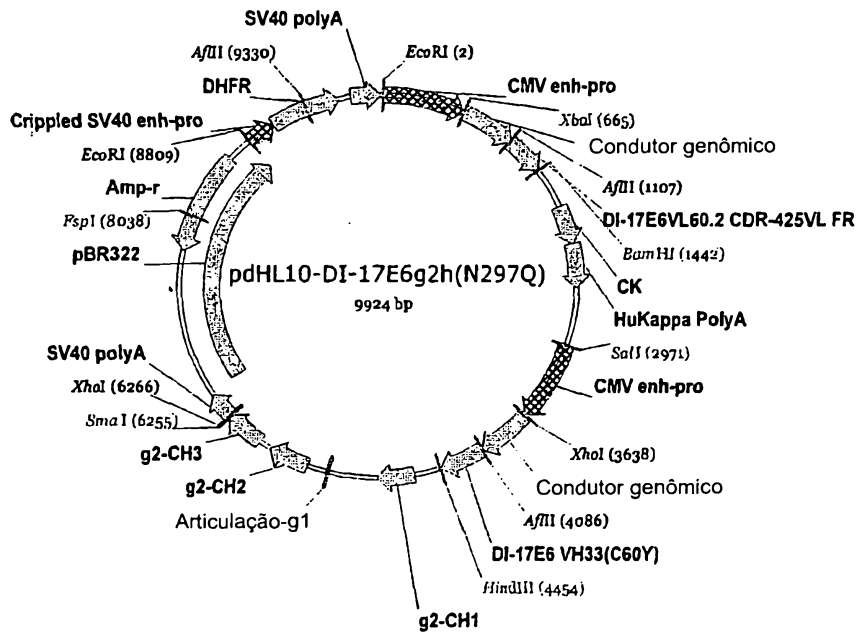 SV40 polyA
AflII (9330)
EcoRI (2)
DHFR
CMV enh-pro
XbaI (665)
Crippled SV40 enh-pro
Condutor genômico
EcoRI (8809)
AflII (1107)
Amp-r
DI-17E6VL60.2 CDR-425VL FR
FspI (8038)
BamHI (1442)
pBR322
pdHL10-DI-17E6g2h(N297Q)
CK
9924 bp
HuKappa PolyA
SV40 polyA
SalI (2971)
XhoI (6266)
CMV enh-pro
SmaI (6255)
g2-CH3
XhoI (3638)
g2-CH2
Condutor genômico
Articulação-g1
AflII (4086)
DI-17E6 VH33(C60Y)
HindIII (4454)
g2-CH1